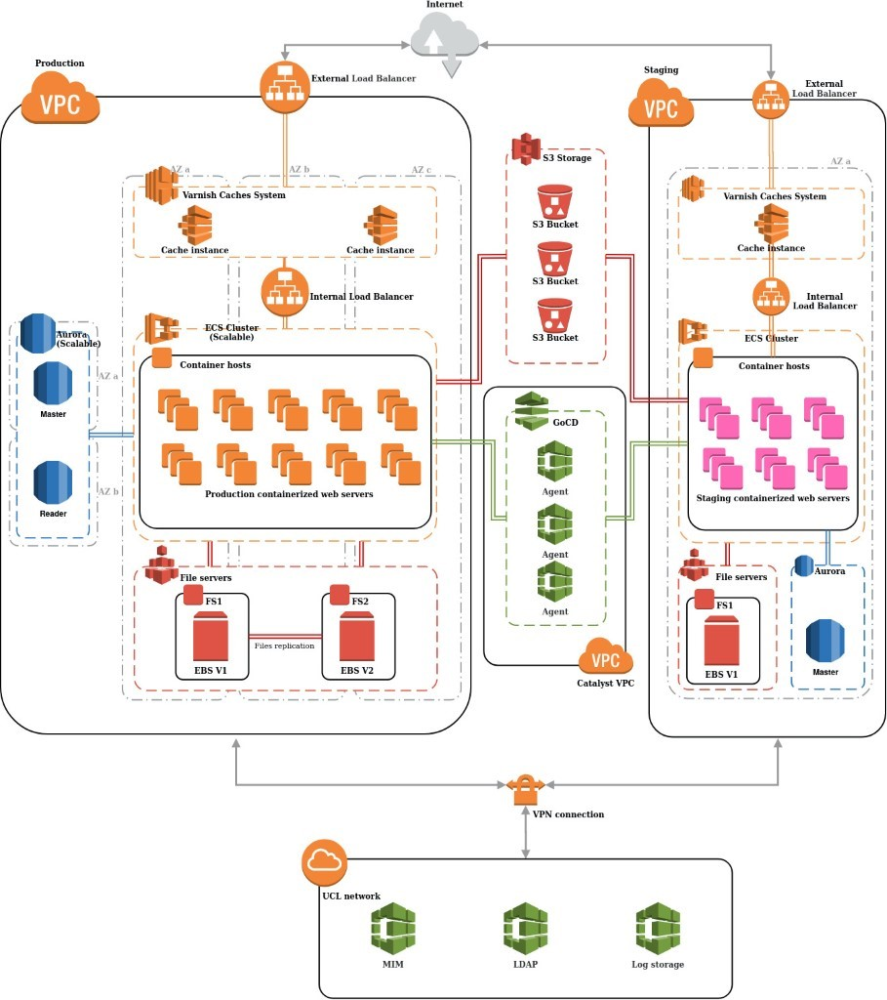 Internet
Production
VPC
External Load Balancer
Staging
VPC
External
Load Balancer
AZ a
AZ b
AZ c
Varnish Caches System
Cache instance
Cache instance
Internal Load Balancer
ECS Cluster
(Scalable)
Container hosts
Production containerized web servers
Aurora
(Scalable)
Master
Reader
AZ a
AZ b
File servers
FS1
EBS V1
Files replication
FS2
EBS V2
S3 Storage
S3 Bucket
S3 Bucket
S3 Bucket
GoCD
Agent
Agent
Agent
VPC
Catalyst VPC
AZ a
Varnish Caches System
Cache instance
Internal
Load Balancer
ECS Cluster
Container hosts
Staging containerized web servers
File servers
FS1
EBS V1
Aurora
Master
VPN connection
UCL network
MIM
LDAP
Log storage